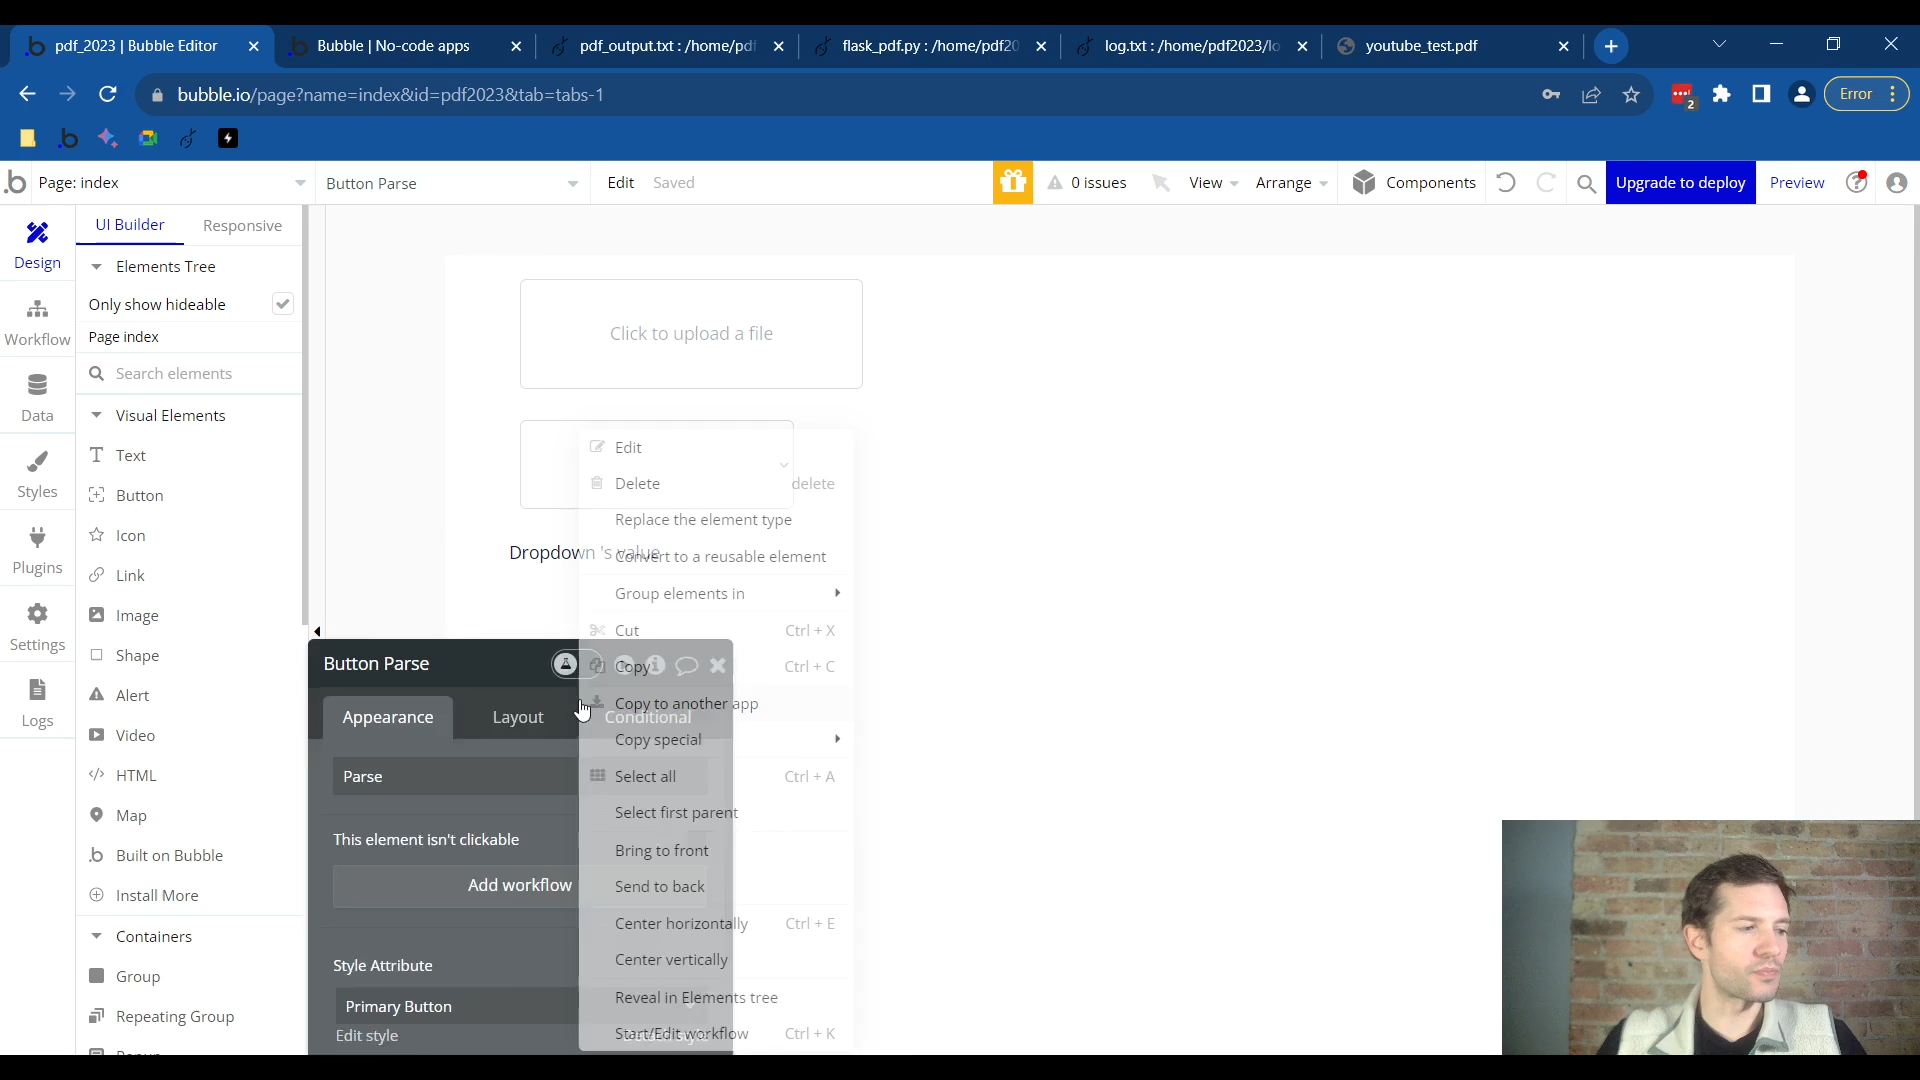 pdf_2023 | Bubble Editor
Bubble | No-code apps
pdf_output.txt : /home/pdf
flask_pdf.py : /home/pdf20
log.txt : /home/pdf2023/lo
youtube_test.pdf
bubble.io/page?name=index&id=pdf2023&tab=tabs-1
2
Error
Page: index
Button Parse
Edit
Saved
0 issues
View
Arrange
Components
Upgrade to deploy
Preview
UI Builder
Responsive
Design
Elements Tree
Only show hideable
Page index
Workflow
Search elements
Data
Visual Elements
Text
Styles
Button
Icon
Plugins
Link
Image
Settings
Shape
Alert
Logs
Video
HTML
Map
Built on Bubble
Install More
Containers
Group
Repeating Group
Click to upload a file
Dropdown 's value
Edit
Delete
delete
Replace the element type
Convert to a reusable element
Group elements in
Cut
Ctrl + X
Copy
Ctrl + C
Copy to another app
Copy special
Select all
Ctrl + A
Select first parent
Bring to front
Send to back
Center horizontally
Ctrl + E
Center vertically
Reveal in Elements tree
Start/Edit workflow
Ctrl + K
Button Parse
Appearance
Layout
Conditional
Parse
This element isn't clickable
Add workflow
Style Attribute
Primary Button
Edit style